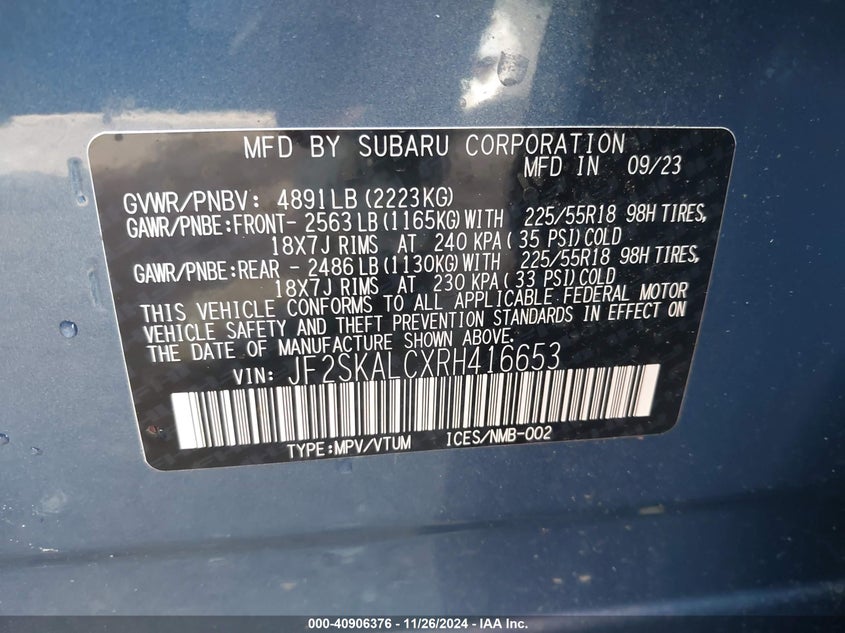 MFD BY SUBARU CORPORATION
MFD IN 09/23
GVWR/PNBV: 4891 LB (2223KG)
GAWR/PNBE:FRONT- 2563 LB (1165KG) WITH 225/55R18 98H TIRES,
18X7J RIMS AT 240 KPA ( 35 PSI) COLD
GAWR/PNBE:REAR - 2486 LB (1130KG) WITH 225/55R18 98H TIRES,
18X7J RIMS AT 230 KPA ( 33 PSI) COLD
THIS VEHICLE CONFORMS TO ALL APPLICABLE FEDERAL MOTOR
VEHICLE SAFETY AND THEFT PREVENTION STANDARDS IN EFFECT ON
THE DATE OF MANUFACTURE SHOWN ABOVE.
VIN: JF2SKALCXRH416653
TYPE:MPV/VTUM ICES/NMB-002
000-40906376 - 11/26/2024 - IAA Inc.